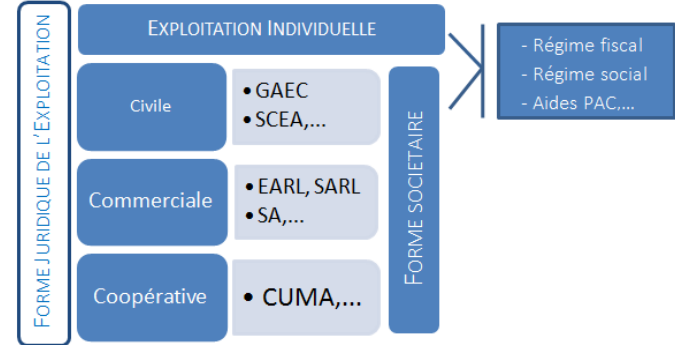 FORME JURIDIQUE DE L'EXPLOITATION
EXPLOITATION INDIVIDUELLE
Civile
• GAEC
• SCEA,...
Commerciale
• EARL, SARL
• SA,...
Coopérative
• CUMA,...
FORME SOCIETAIRE
- Régime fiscal
- Régime social
- Aides PAC,...